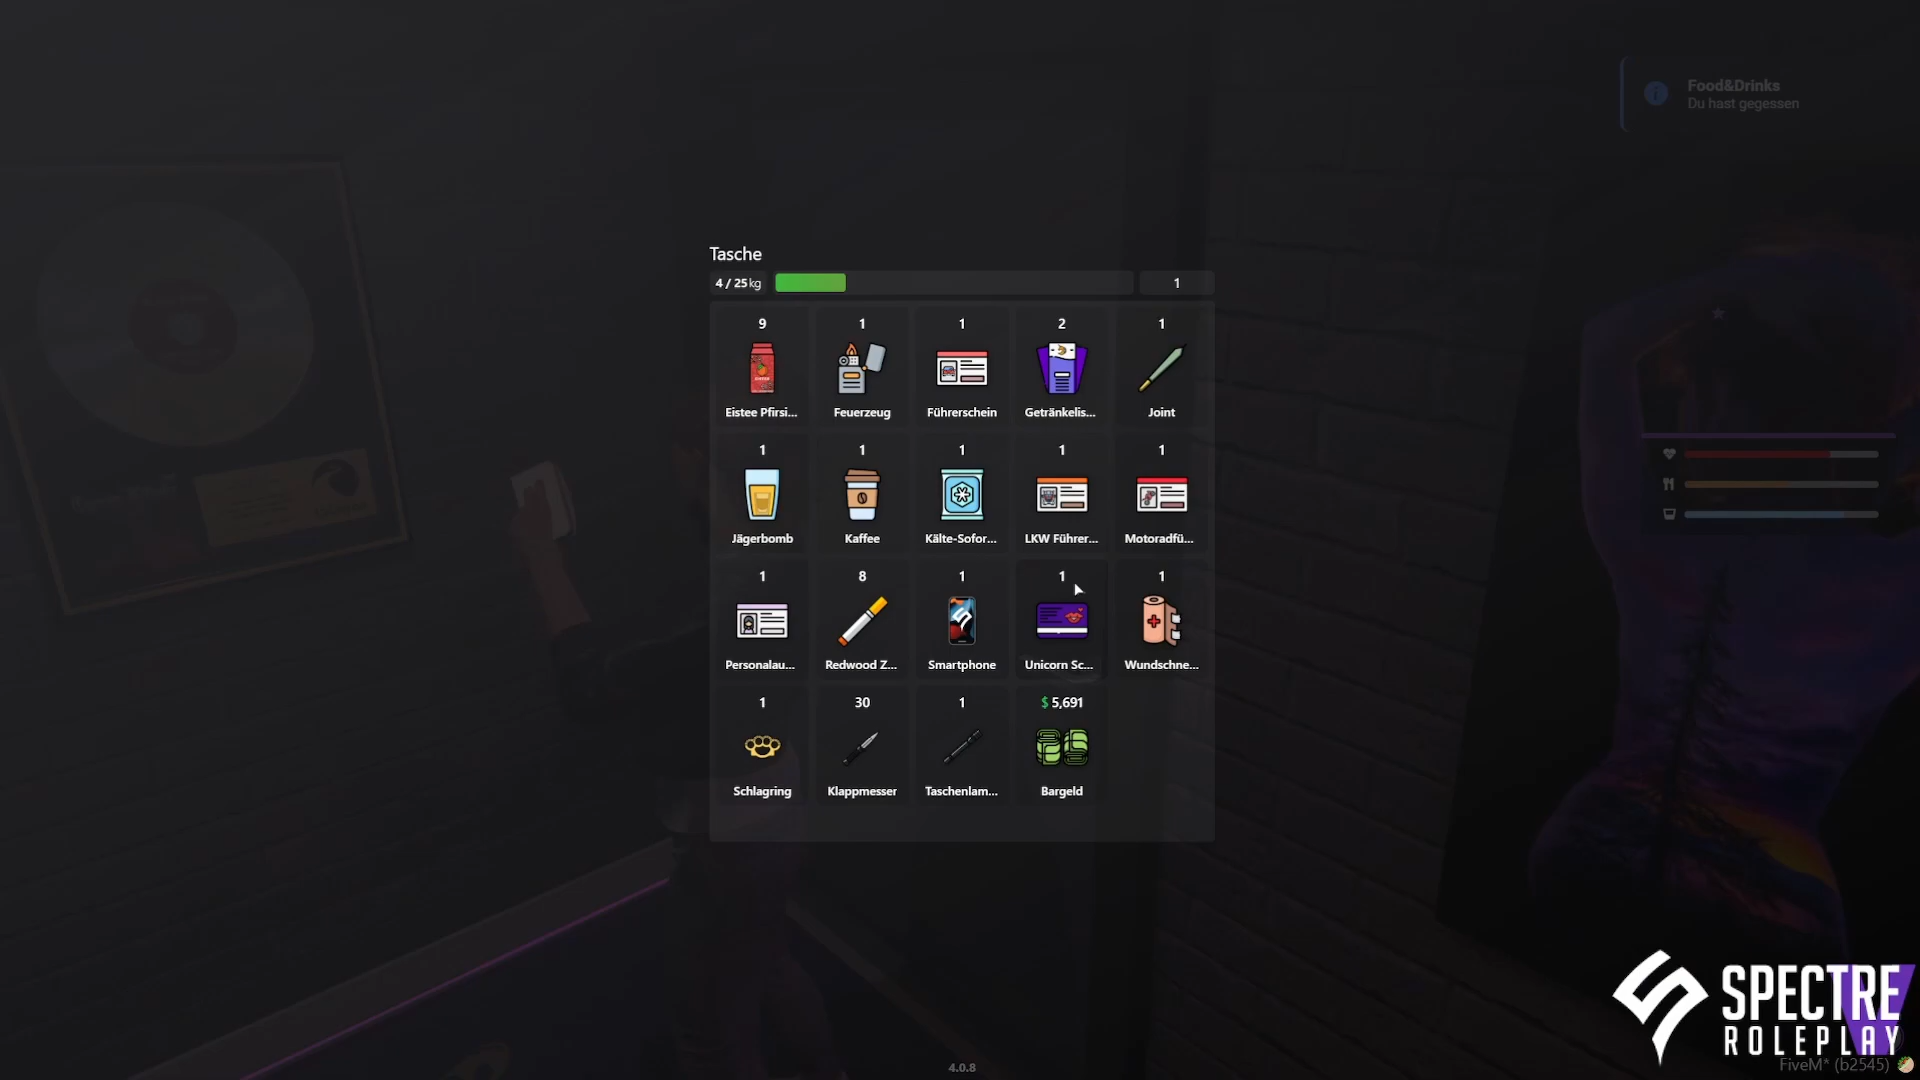 Food&Drinks
Du hast gegessen
Tasche
4 / 25kg
1
9
1
1
2
1
Eistee Pfirsi...
Feuerzeug
Führerschein
Getränkelis...
Joint
1
1
1
1
1
Jägerbomb
Kaffee
Kälte-Sofor...
LKW Führer...
Motoradfü...
1
8
1
1
1
Personalau...
Redwood Z...
Smartphone
Unicorn Sc...
Wundschne...
1
30
1
$ 5,691
Schlagring
Klappmesser
Taschenlam...
Bargeld
SPECTRE
ROLEPLAY
FiveM* (b2545)
4.0.8